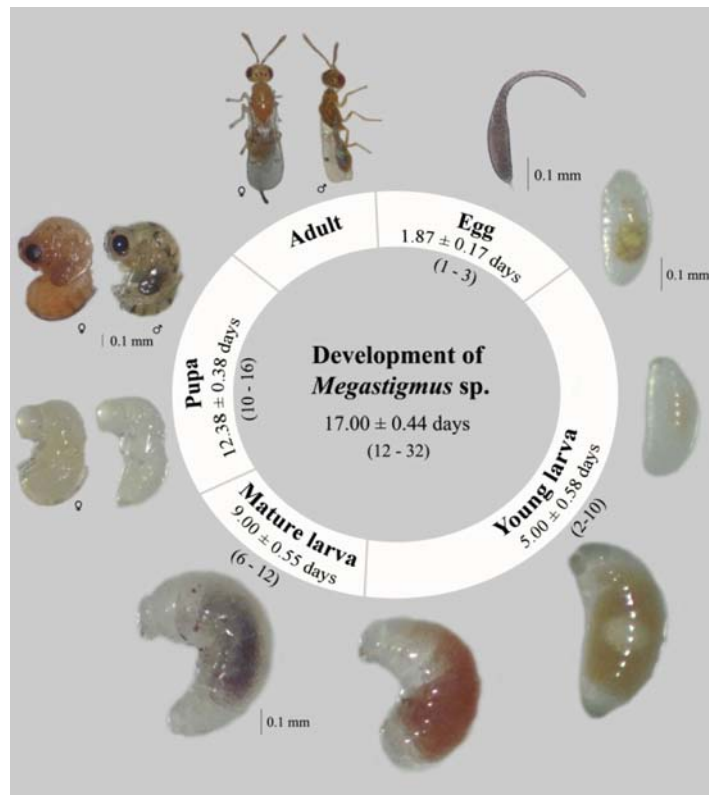 ♀
♂
0.1 mm
0.1 mm
Egg
1.87 ± 0.17 days
(1 - 3)
Adult
♀
♂
0.1 mm
Development of
Megastigmus sp.
17.00 ± 0.44 days
(12 - 32)
Pupa
12.38 ± 0.38 days
(10 - 16)
♀
Young larva
5.00 ± 0.58 days
(2-10)
Mature larva
9.00 ± 0.55 days
(6 - 12)
0.1 mm